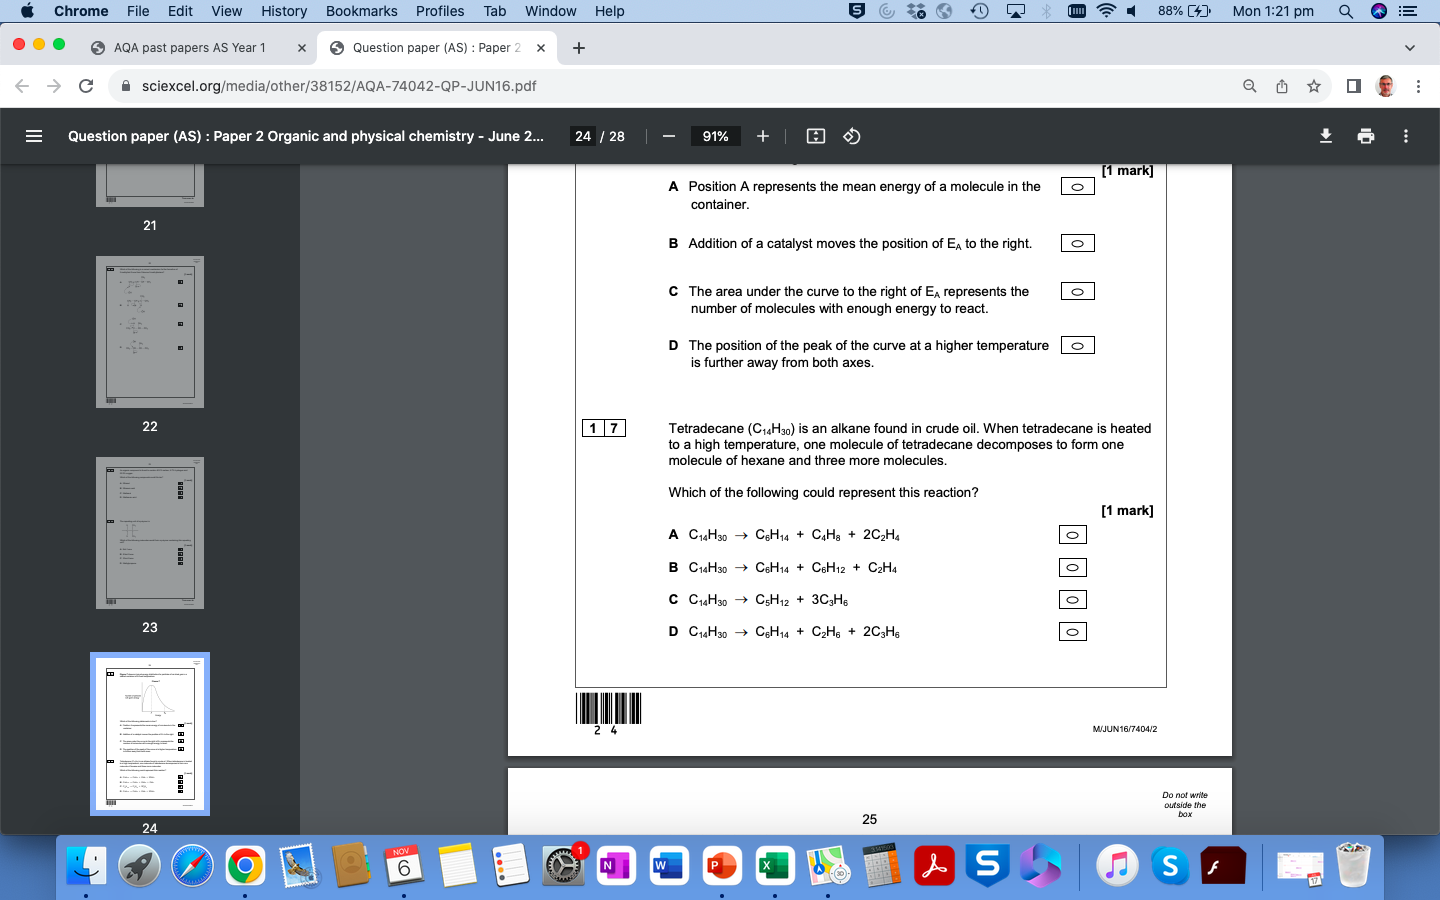 Chrome File Edit View History Bookmarks Profiles Tab Window Help 88% Mon 1:21 pm
AQA past papers AS Year 1 Question paper (AS) : Paper 2
sciexcel.org/media/other/38152/AQA-74042-QP-JUN16.pdf
Question paper (AS) : Paper 2 Organic and physical chemistry - June 2... 24 / 28 91%
21
22
23
24
[1 mark]
A Position A represents the mean energy of a molecule in the
container.
B Addition of a catalyst moves the position of Eᴀ to the right.
C The area under the curve to the right of Eᴀ represents the
number of molecules with enough energy to react.
D The position of the peak of the curve at a higher temperature
is further away from both axes.
1 7 Tetradecane (C₁₄H₃₀) is an alkane found in crude oil. When tetradecane is heated
to a high temperature, one molecule of tetradecane decomposes to form one
molecule of hexane and three more molecules.
Which of the following could represent this reaction?
[1 mark]
A C₁₄H₃₀ → C₆H₁₄ + C₄H₈ + 2C₂H₄
B C₁₄H₃₀ → C₆H₁₄ + C₆H₁₂ + C₂H₄
C C₁₄H₃₀ → C₅H₁₂ + 3C₃H₆
D C₁₄H₃₀ → C₆H₁₄ + C₂H₆ + 2C₃H₆
2 4
M/JUN16/7404/2
Do not write
outside the
box
25
NOV
6
1
17